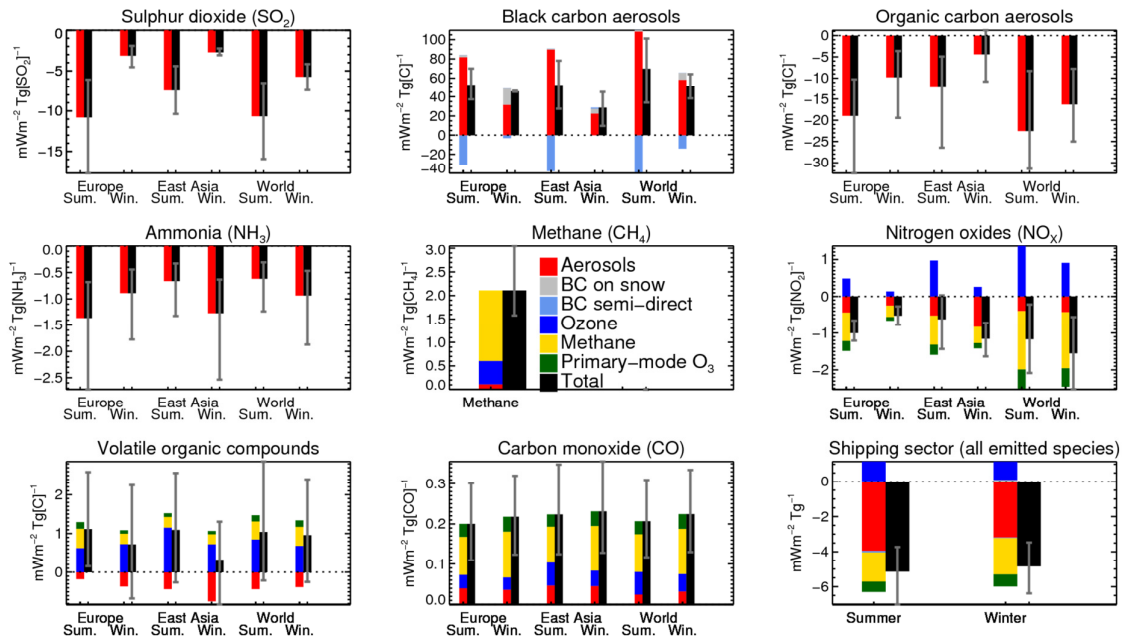 Sulphur dioxide (SO₂)
mWm⁻² Tg[SO₂]⁻¹
0
−5
−10
−15
Europe East Asia World
Sum. Win. Sum. Win. Sum. Win.
Black carbon aerosols
mWm⁻² Tg[C]⁻¹
100
80
60
40
20
0
−20
−40
Europe East Asia World
Sum. Win. Sum. Win. Sum. Win.
Organic carbon aerosols
mWm⁻² Tg[C]⁻¹
0
−5
−10
−15
−20
−25
−30
Europe East Asia World
Sum. Win. Sum. Win. Sum. Win.
Ammonia (NH₃)
mWm⁻² Tg[NH₃]⁻¹
0.0
−0.5
−1.0
−1.5
−2.0
−2.5
Europe East Asia World
Sum. Win. Sum. Win. Sum. Win.
Methane (CH₄)
mWm⁻² Tg[CH₄]⁻¹
3.0
2.5
2.0
1.5
1.0
0.5
0.0
Methane
Aerosols
BC on snow
BC semi−direct
Ozone
Methane
Primary−mode O₃
Total
Nitrogen oxides (NOₓ)
mWm⁻² Tg[NO₂]⁻¹
1
0
−1
−2
Europe East Asia World
Sum. Win. Sum. Win. Sum. Win.
Volatile organic compounds
mWm⁻² Tg[C]⁻¹
2
1
0
Europe East Asia World
Sum. Win. Sum. Win. Sum. Win.
Carbon monoxide (CO)
mWm⁻² Tg[CO]⁻¹
0.3
0.2
0.1
0.0
Europe East Asia World
Sum. Win. Sum. Win. Sum. Win.
Shipping sector (all emitted species)
mWm⁻² Tg⁻¹
0
−2
−4
−6
Summer Winter